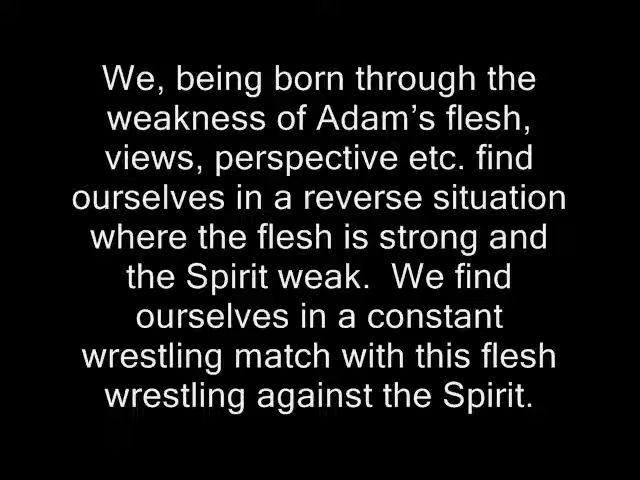 We, being born through the
weakness of Adam’s flesh,
views, perspective etc. find
ourselves in a reverse situation
where the flesh is strong and
the Spirit weak.  We find
ourselves in a constant
wrestling match with this flesh
wrestling against the Spirit.